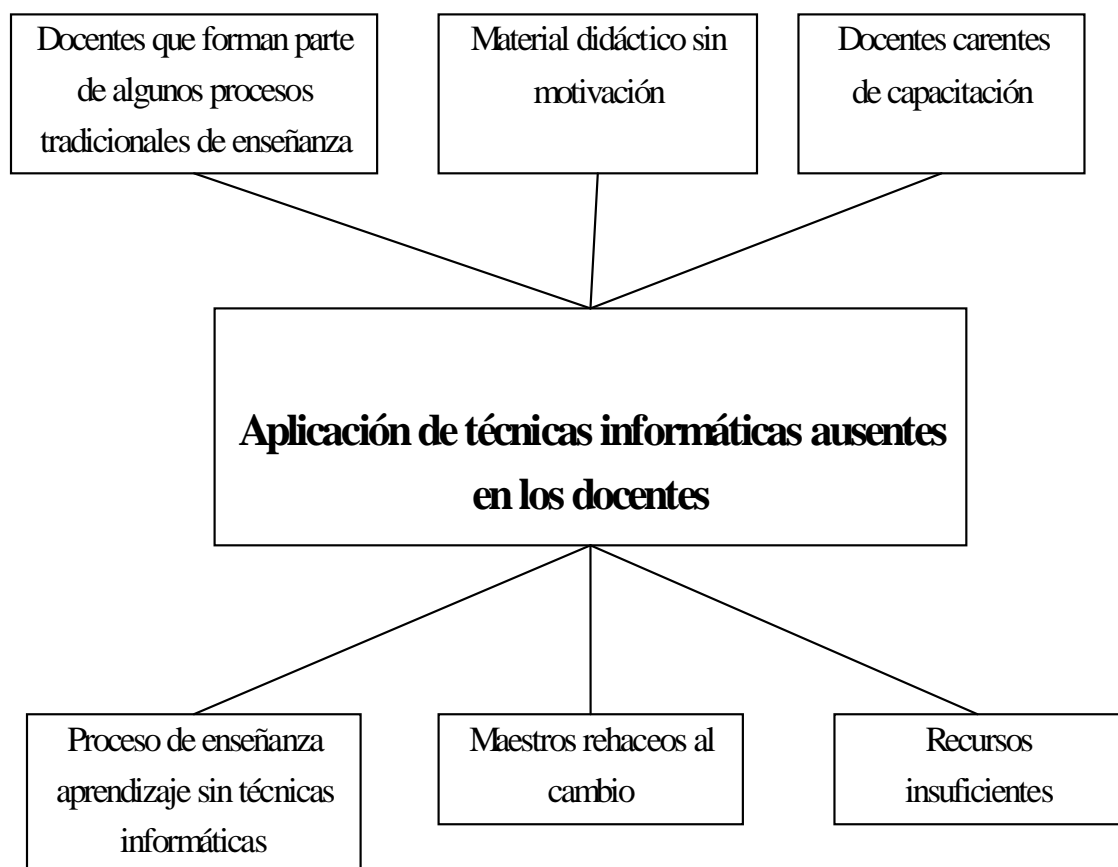 Docentes que forman parte
de algunos procesos
tradicionales de enseñanza
Material didáctico sin
motivación
Docentes carentes
de capacitación
Aplicación de técnicas informáticas ausentes
en los docentes
Proceso de enseñanza
aprendizaje sin técnicas
informáticas
Maestros rehaceos al
cambio
Recursos
insuficientes